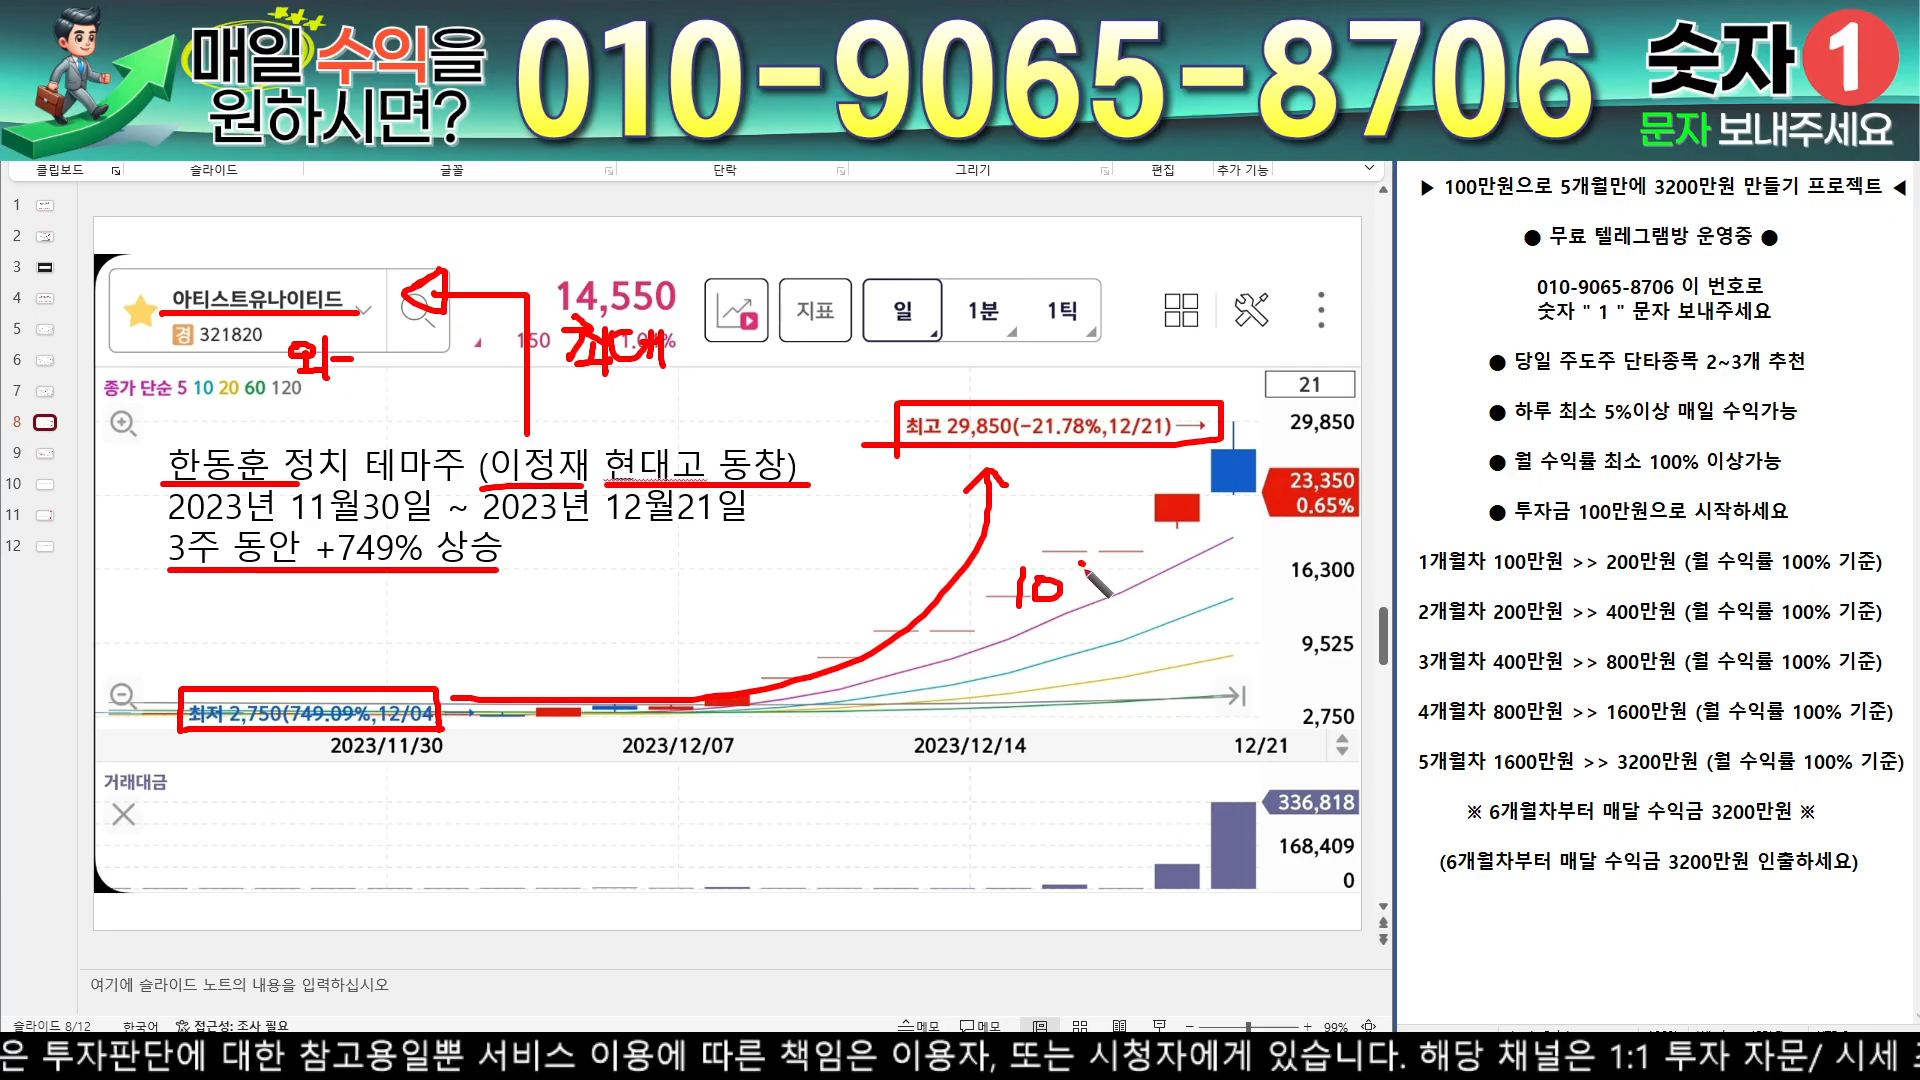 매일 수익을
원하시면?
010-9065-8706
숫자 1
문자 보내주세요
클립보드 슬라이드 글꼴 단락 그리기 편집 추가 기능
1
2
3
4
5
6
7
8
9
10
11
12
아티스트유나이티드
경 321820
14,550
150
지표
일
1분
1틱
최대
종가 단순 5 10 20 60 120
21
최고 29,850(-21.78%,12/21)
29,850
한동훈 정치 테마주 (이정재 현대고 동창)
2023년 11월30일 ~ 2023년 12월21일
3주 동안 +749% 상승
23,350
0.65%
16,300
10
9,525
최저 2,750(749.09%,12/04
2,750
2023/11/30
2023/12/07
2023/12/14
12/21
거래대금
336,818
168,409
0
여기에 슬라이드 노트의 내용을 입력하십시오
슬라이드 8/12 한국어 접근성: 조사 필요 메모 메모 99%
▶ 100만원으로 5개월만에 3200만원 만들기 프로젝트 ◀
● 무료 텔레그램방 운영중 ●
010-9065-8706 이 번호로
숫자 " 1 " 문자 보내주세요
● 당일 주도주 단타종목 2~3개 추천
● 하루 최소 5%이상 매일 수익가능
● 월 수익률 최소 100% 이상가능
● 투자금 100만원으로 시작하세요
1개월차 100만원 >> 200만원 (월 수익률 100% 기준)
2개월차 200만원 >> 400만원 (월 수익률 100% 기준)
3개월차 400만원 >> 800만원 (월 수익률 100% 기준)
4개월차 800만원 >> 1600만원 (월 수익률 100% 기준)
5개월차 1600만원 >> 3200만원 (월 수익률 100% 기준)
※ 6개월차부터 매달 수익금 3200만원 ※
(6개월차부터 매달 수익금 3200만원 인출하세요)
은 투자판단에 대한 참고용일뿐 서비스 이용에 따른 책임은 이용자, 또는 시청자에게 있습니다. 해당 채널은 1:1 투자 자문/ 시세